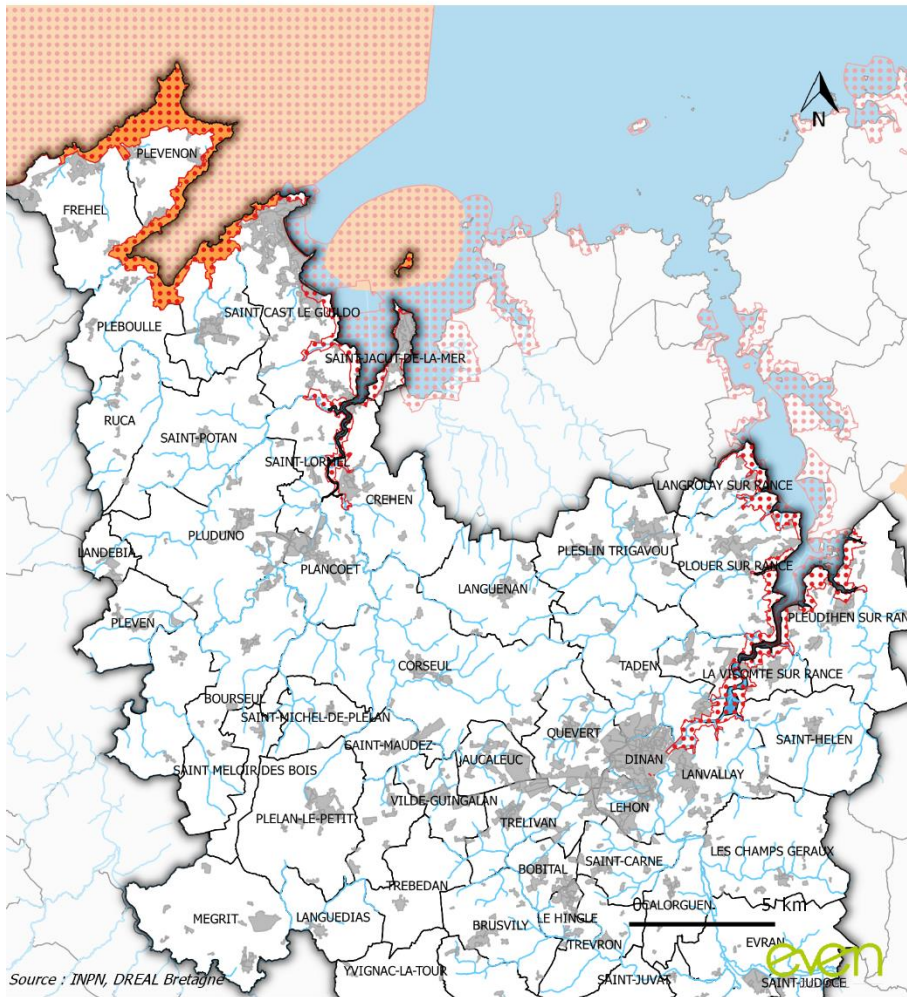 N
PLEVENON
FREHEL
PLEBOULLE
SAINT CAST LE GUILDO
SAINT-JACUT-DE-LA-MER
RUCA
SAINT-POTAN
SAINT-LORMEL
CREHEN
LANGROLAY SUR RANCE
PLUDUNO
LANDEBIA
PLANCOET
PLESLIN TRIGAVOU
PLOUER SUR RANCE
LANGUENAN
PLEVEN
PLEUDIHEN SUR RAN
CORSEUL
TADEN
LA VICOMTE SUR RANCE
BOURSEUL
SAINT-MICHEL-DE-PLELAN
SAINT-MAUDEZ
QUEVERT
SAINT-HELEN
SAINT MELOIR DES BOIS
JAUCALEUC
DINAN
LANVALLAY
VILDE-GUINGALAN
LEHON
PLELAN-LE-PETIT
TRELIVAN
LES CHAMPS GERAUX
SAINT-CARNE
BOBITAL
TREBEDAN
0
CALORGUEN
5 km
MEGRIT
LANGUEDIAS
BRUSVILY
LE HINGLE
TREVRON
EVRAN
even
YVIGNAC-LA-TOUR
SAINT-JUVAT
SAINT-JUDOCE
Source : INPN, DREAL Bretagne